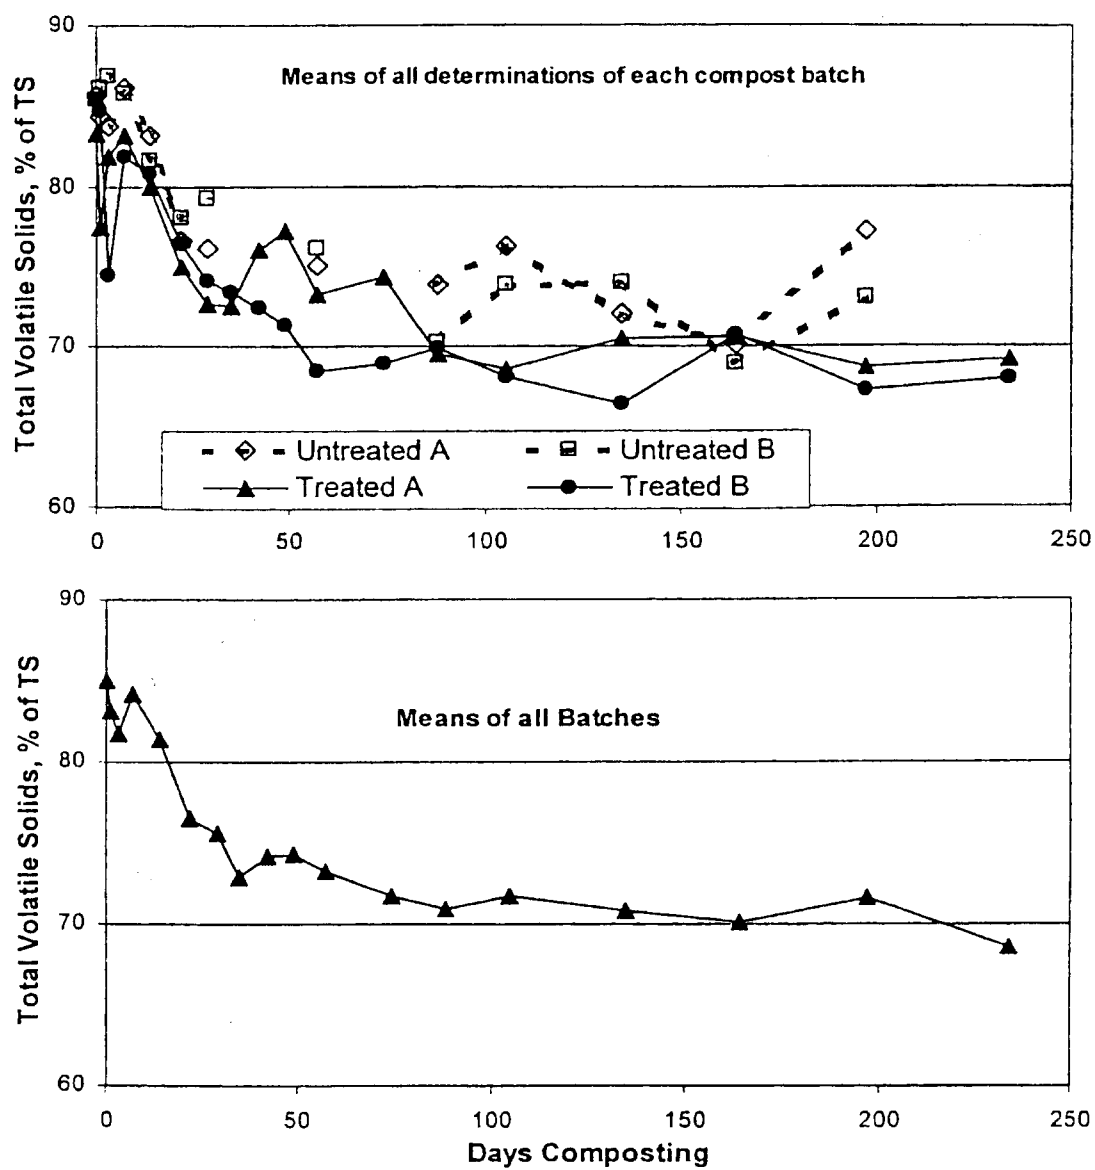 90
Means of all determinations of each compost batch
Total Volatile Solids, % of TS
80
70
Untreated A
Untreated B
Treated A
Treated B
60
0
50
100
150
200
250
90
Means of all Batches
Total Volatile Solids, % of TS
80
70
60
0
50
100
150
200
250
Days Composting